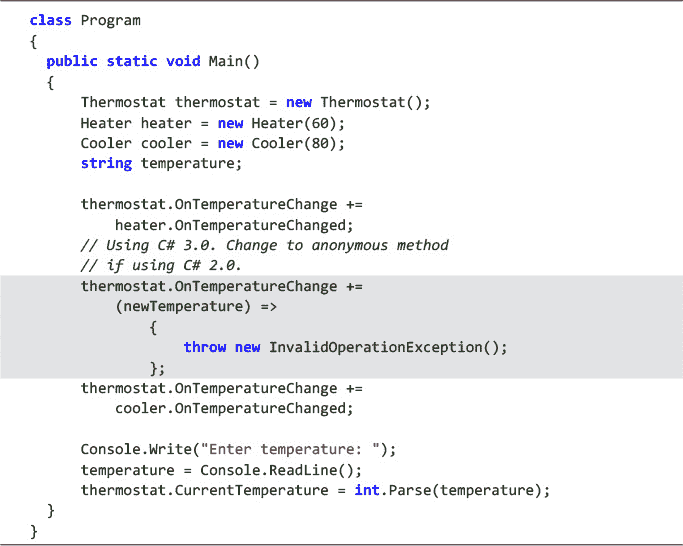 class Program
{
  public static void Main()
  {
      Thermostat thermostat = new Thermostat();
      Heater heater = new Heater(60);
      Cooler cooler = new Cooler(80);
      string temperature;

      thermostat.OnTemperatureChange +=
          heater.OnTemperatureChanged;
      // Using C# 3.0. Change to anonymous method
      // if using C# 2.0.
      thermostat.OnTemperatureChange +=
          (newTemperature) =>
              {
                  throw new InvalidOperationException();
              };
      thermostat.OnTemperatureChange +=
          cooler.OnTemperatureChanged;

      Console.Write("Enter temperature: ");
      temperature = Console.ReadLine();
      thermostat.CurrentTemperature = int.Parse(temperature);
  }
}